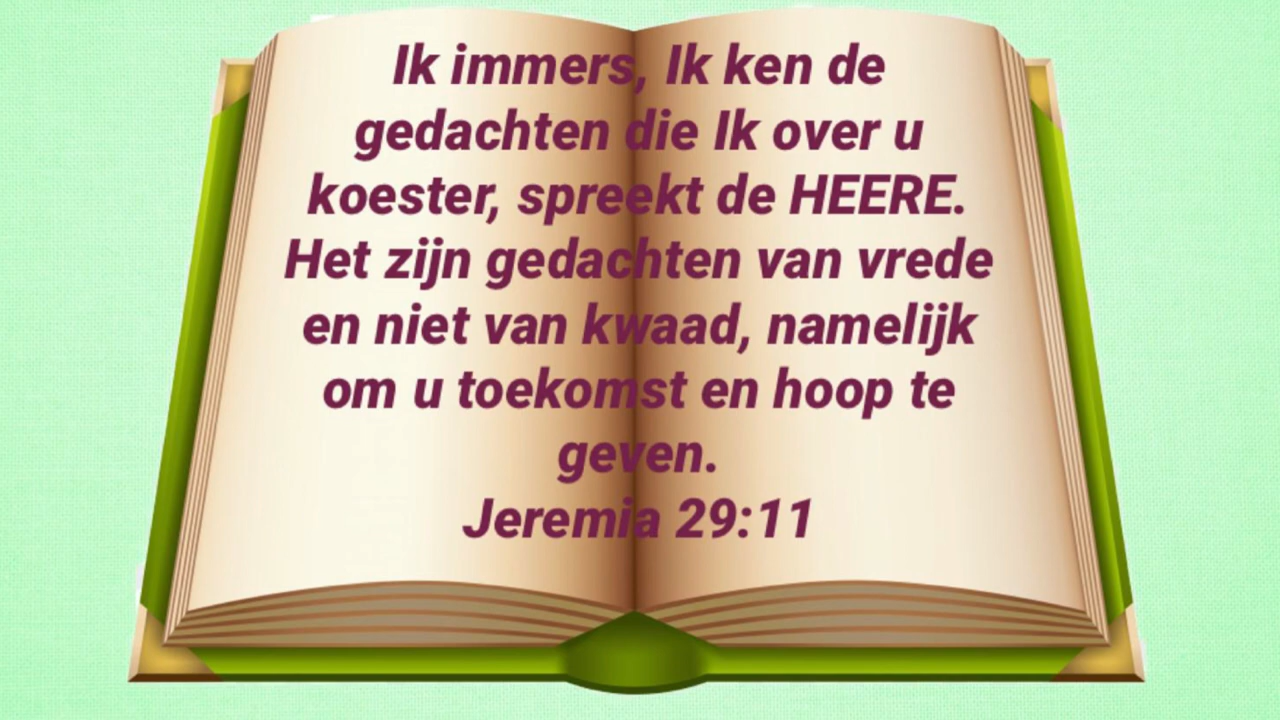 Ik immers, Ik ken de
gedachten die Ik over u
koester, spreekt de HEERE.
Het zijn gedachten van vrede
en niet van kwaad, namelijk
om u toekomst en hoop te
geven.
Jeremia 29:11